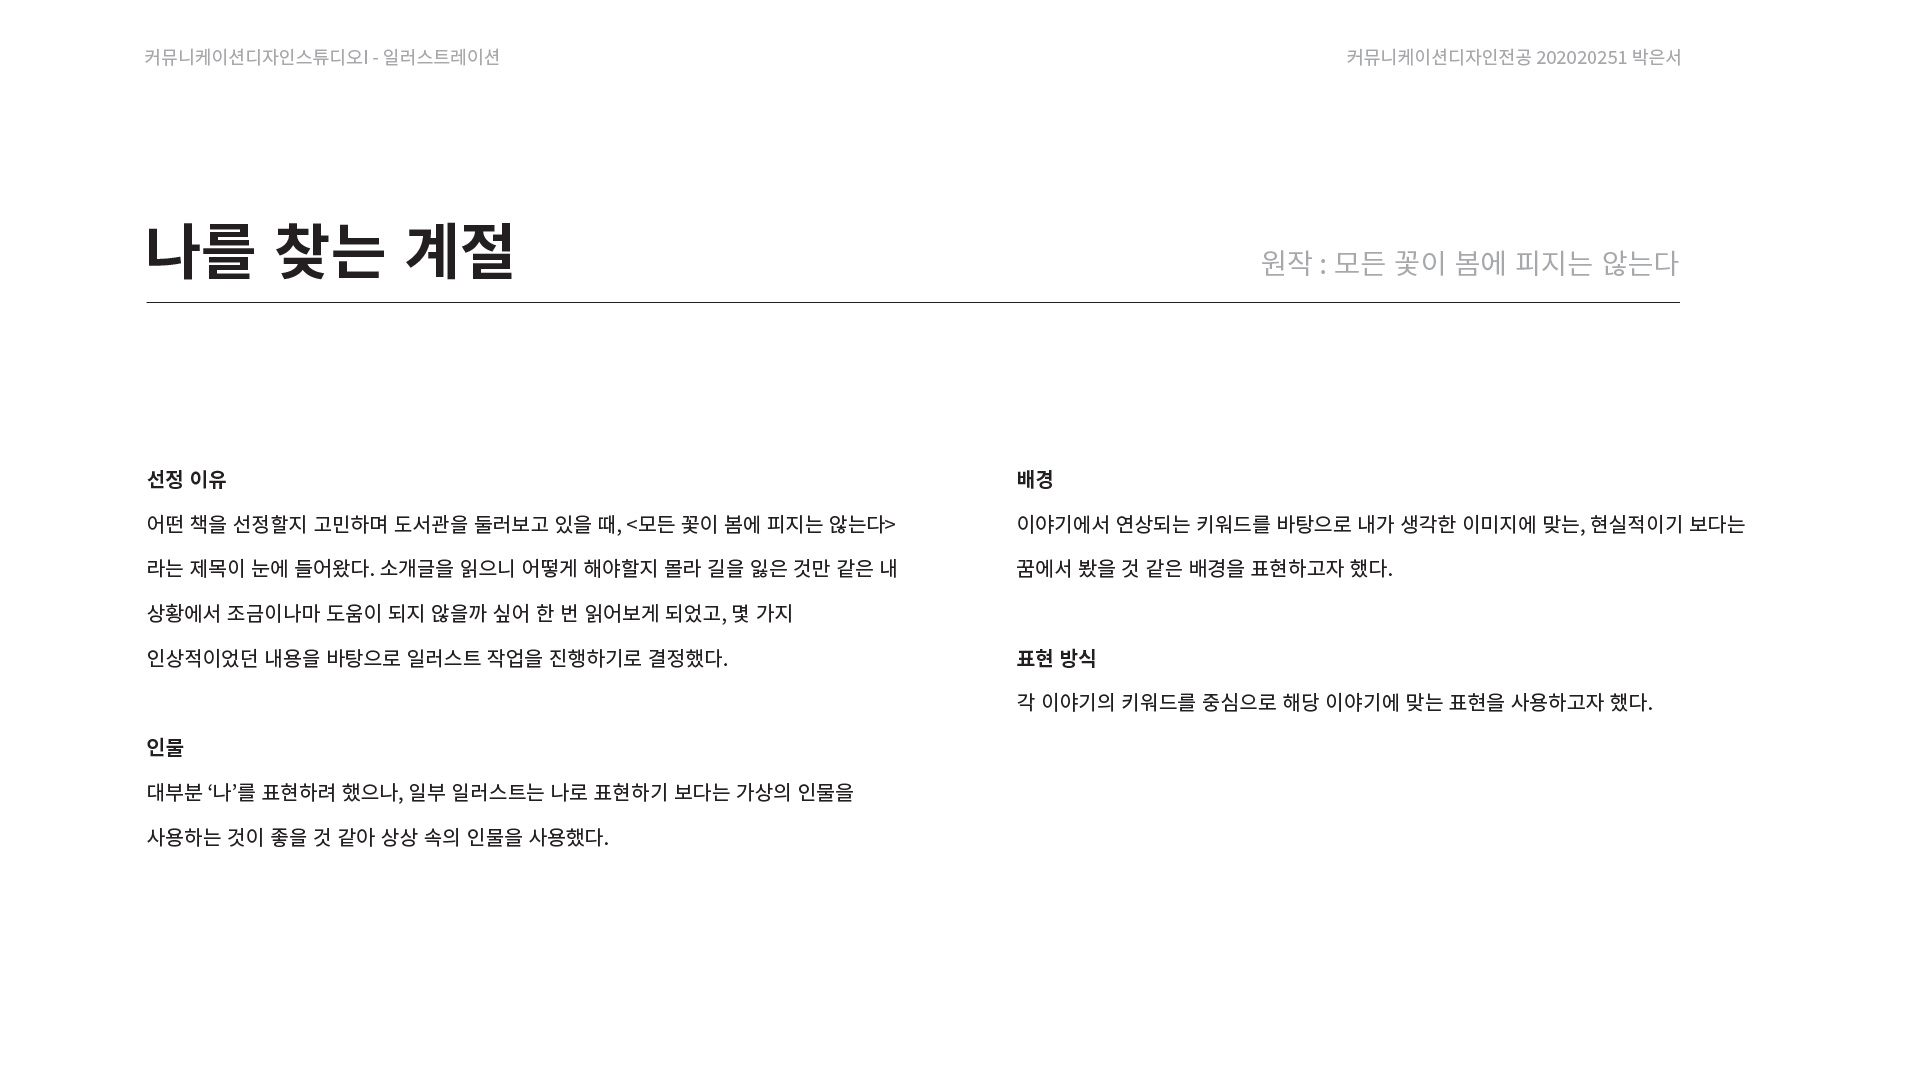 커뮤니케이션디자인스튜디오I - 일러스트레이션
커뮤니케이션디자인전공 202020251 박은서
나를 찾는 계절
원작 : 모든 꽃이 봄에 피지는 않는다
선정 이유
어떤 책을 선정할지 고민하며 도서관을 둘러보고 있을 때, <모든 꽃이 봄에 피지는 않는다>
라는 제목이 눈에 들어왔다. 소개글을 읽으니 어떻게 해야할지 몰라 길을 잃은 것만 같은 내
상황에서 조금이나마 도움이 되지 않을까 싶어 한 번 읽어보게 되었고, 몇 가지
인상적이었던 내용을 바탕으로 일러스트 작업을 진행하기로 결정했다.
인물
대부분 ‘나’를 표현하려 했으나, 일부 일러스트는 나로 표현하기 보다는 가상의 인물을
사용하는 것이 좋을 것 같아 상상 속의 인물을 사용했다.
배경
이야기에서 연상되는 키워드를 바탕으로 내가 생각한 이미지에 맞는, 현실적이기 보다는
꿈에서 봤을 것 같은 배경을 표현하고자 했다.
표현 방식
각 이야기의 키워드를 중심으로 해당 이야기에 맞는 표현을 사용하고자 했다.